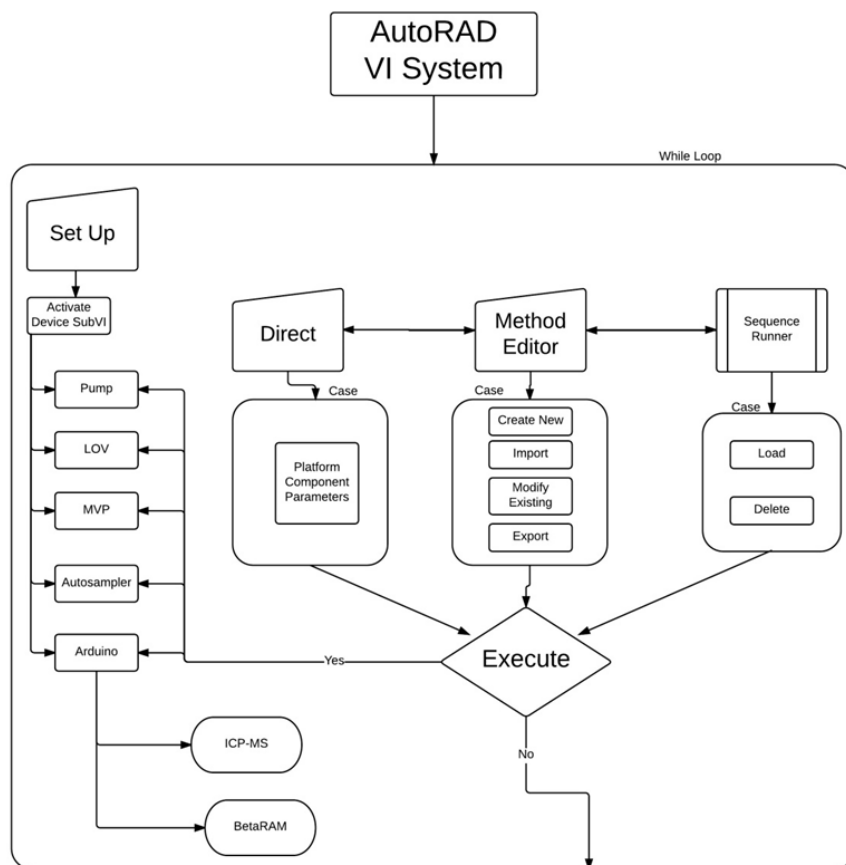 AutoRAD
VI System
While Loop
Set Up
Activate
Device SubVI
Direct
Method
Editor
Sequence
Runner
Pump
LOV
MVP
Autosampler
Arduino
Case
Platform
Component
Parameters
Case
Create New
Import
Modify
Existing
Export
Case
Load
Delete
Execute
Yes
No
ICP-MS
BetaRAM